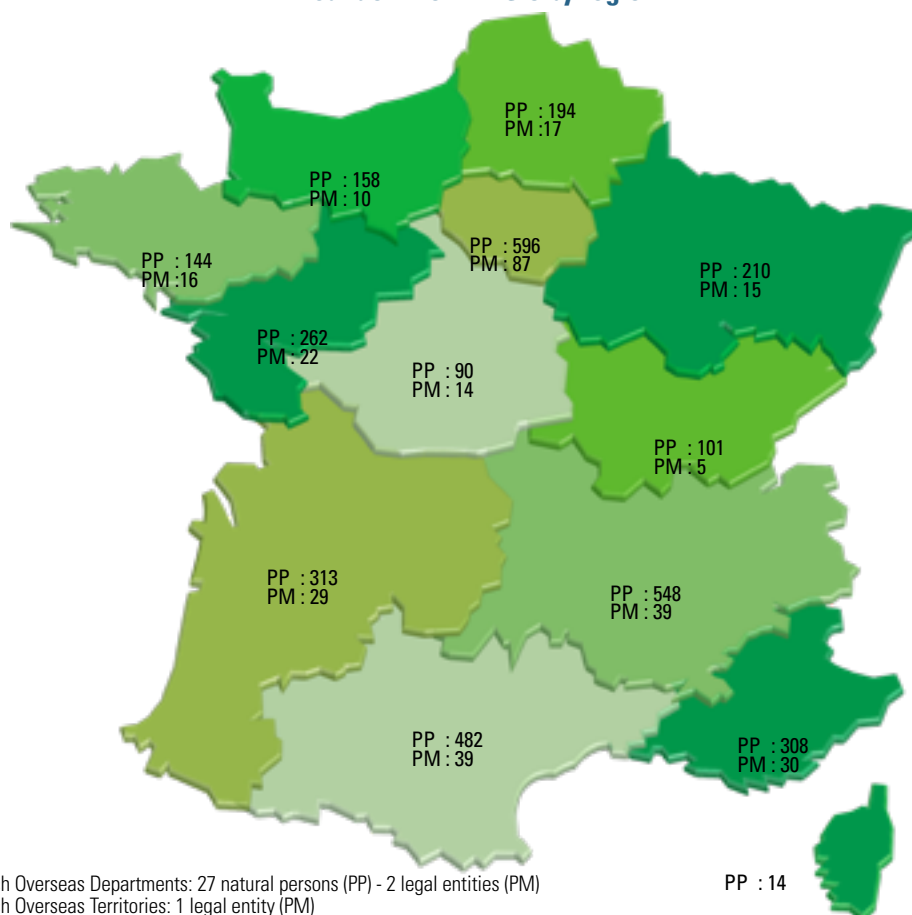 PP : 194
PM :17
PP : 158
PM : 10
PP : 596
PM : 87
PP : 144
PM :16
PP : 210
PM : 15
PP : 262
PM : 22
PP : 90
PM : 14
PP : 101
PM : 5
PP : 313
PM : 29
PP : 548
PM : 39
PP : 482
PM : 39
PP : 308
PM : 30
PP : 14
h Overseas Departments: 27 natural persons (PP) - 2 legal entities (PM)
h Overseas Territories: 1 legal entity (PM)